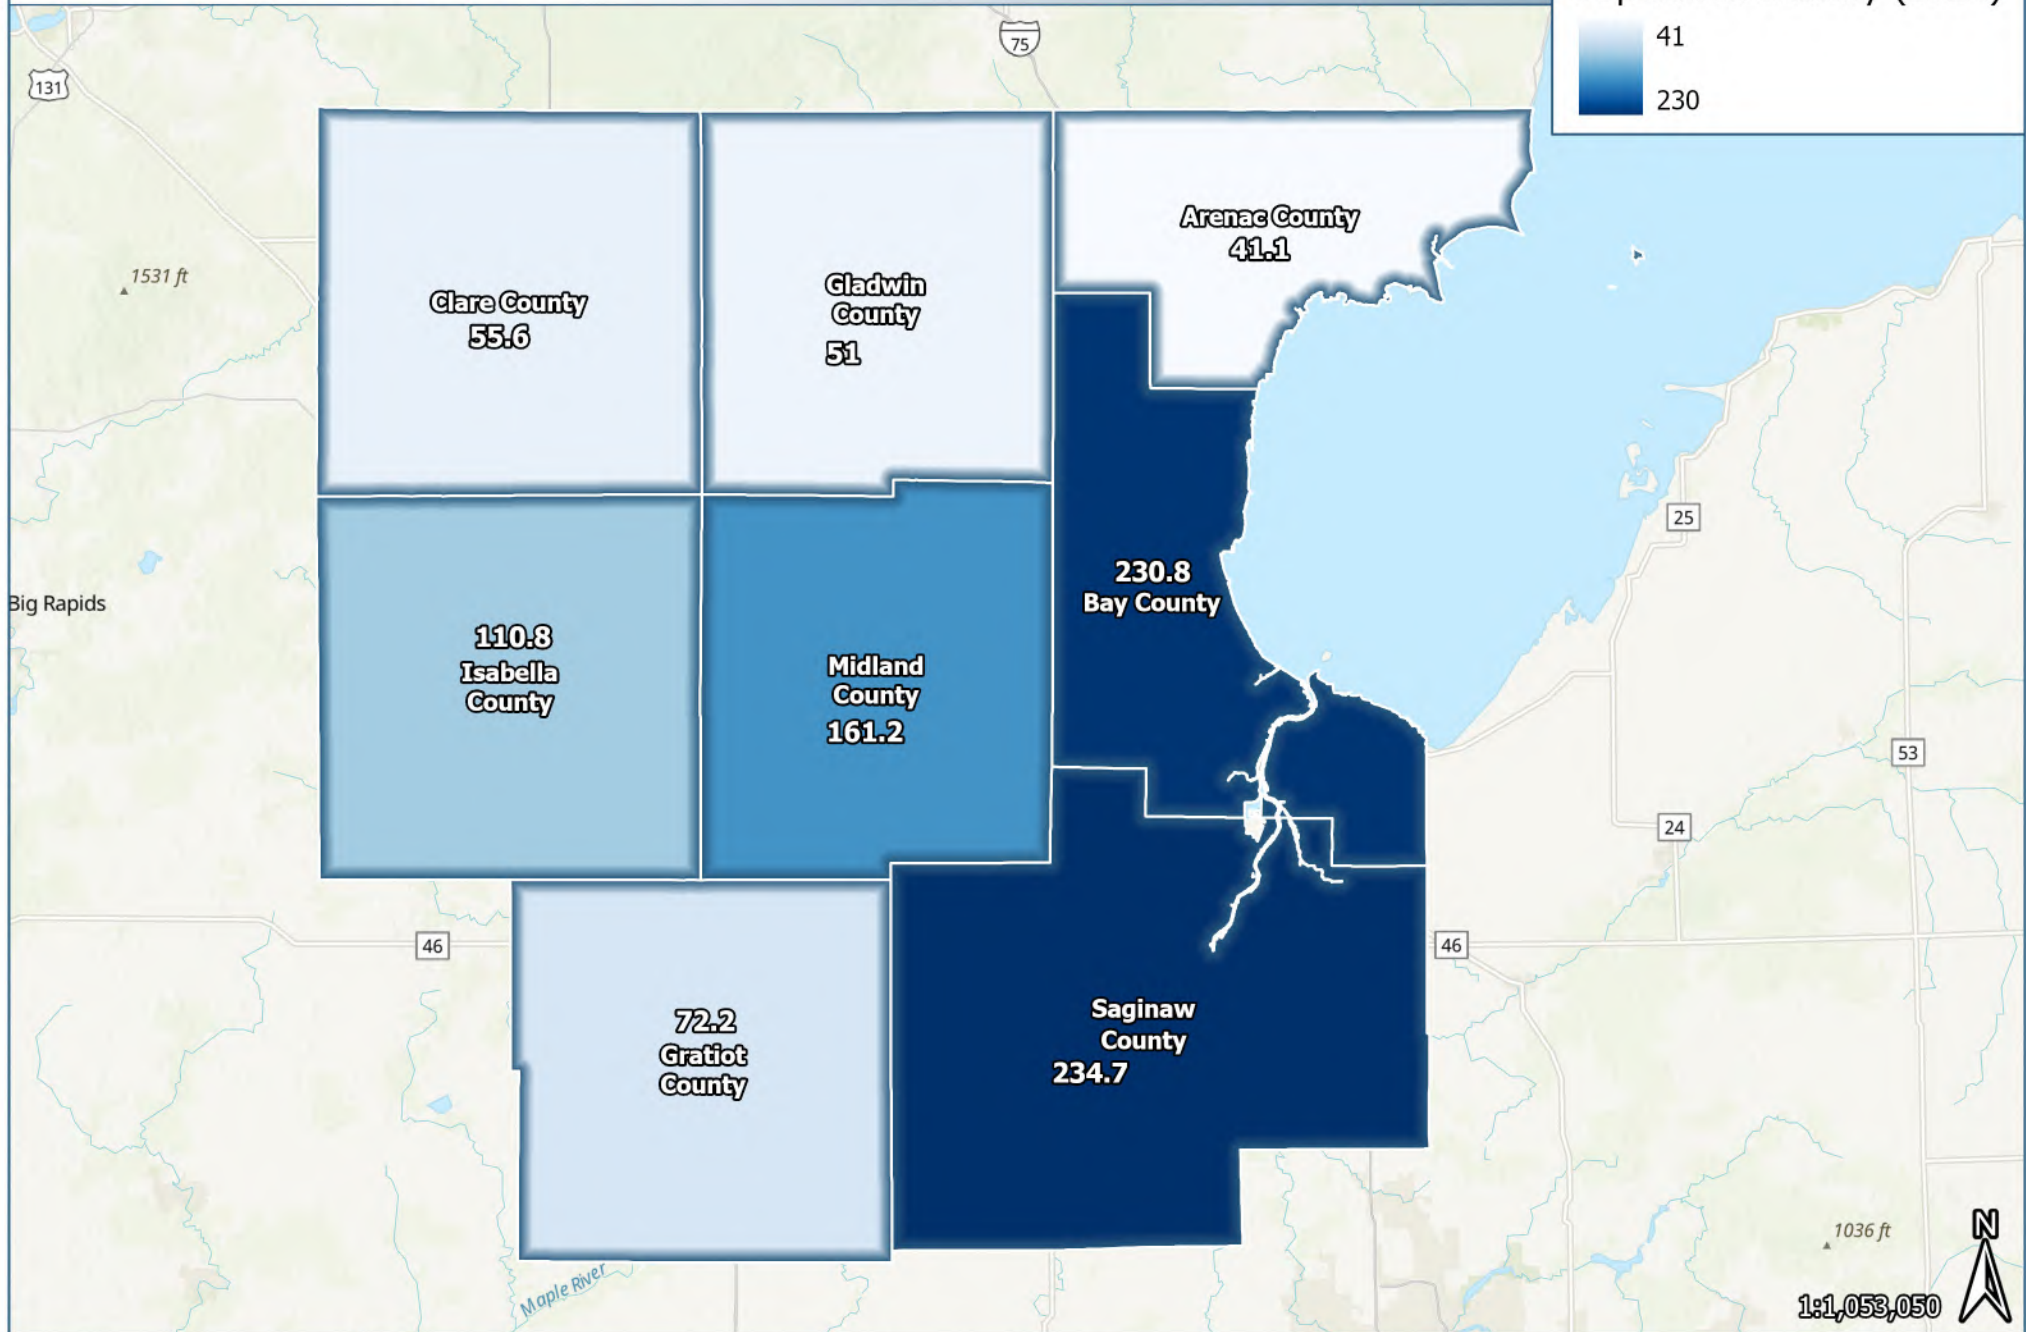 41
230
75
131
Arenac County
41.1
1531 ft
Clare County
55.6
Gladwin
County
51
25
230.8
Bay County
Big Rapids
110.8
Isabella
County
Midland
County
161.2
53
24
46
46
72.2
Gratiot
County
Saginaw
County
234.7
1036 ft
N
Maple River
1:1,053,050